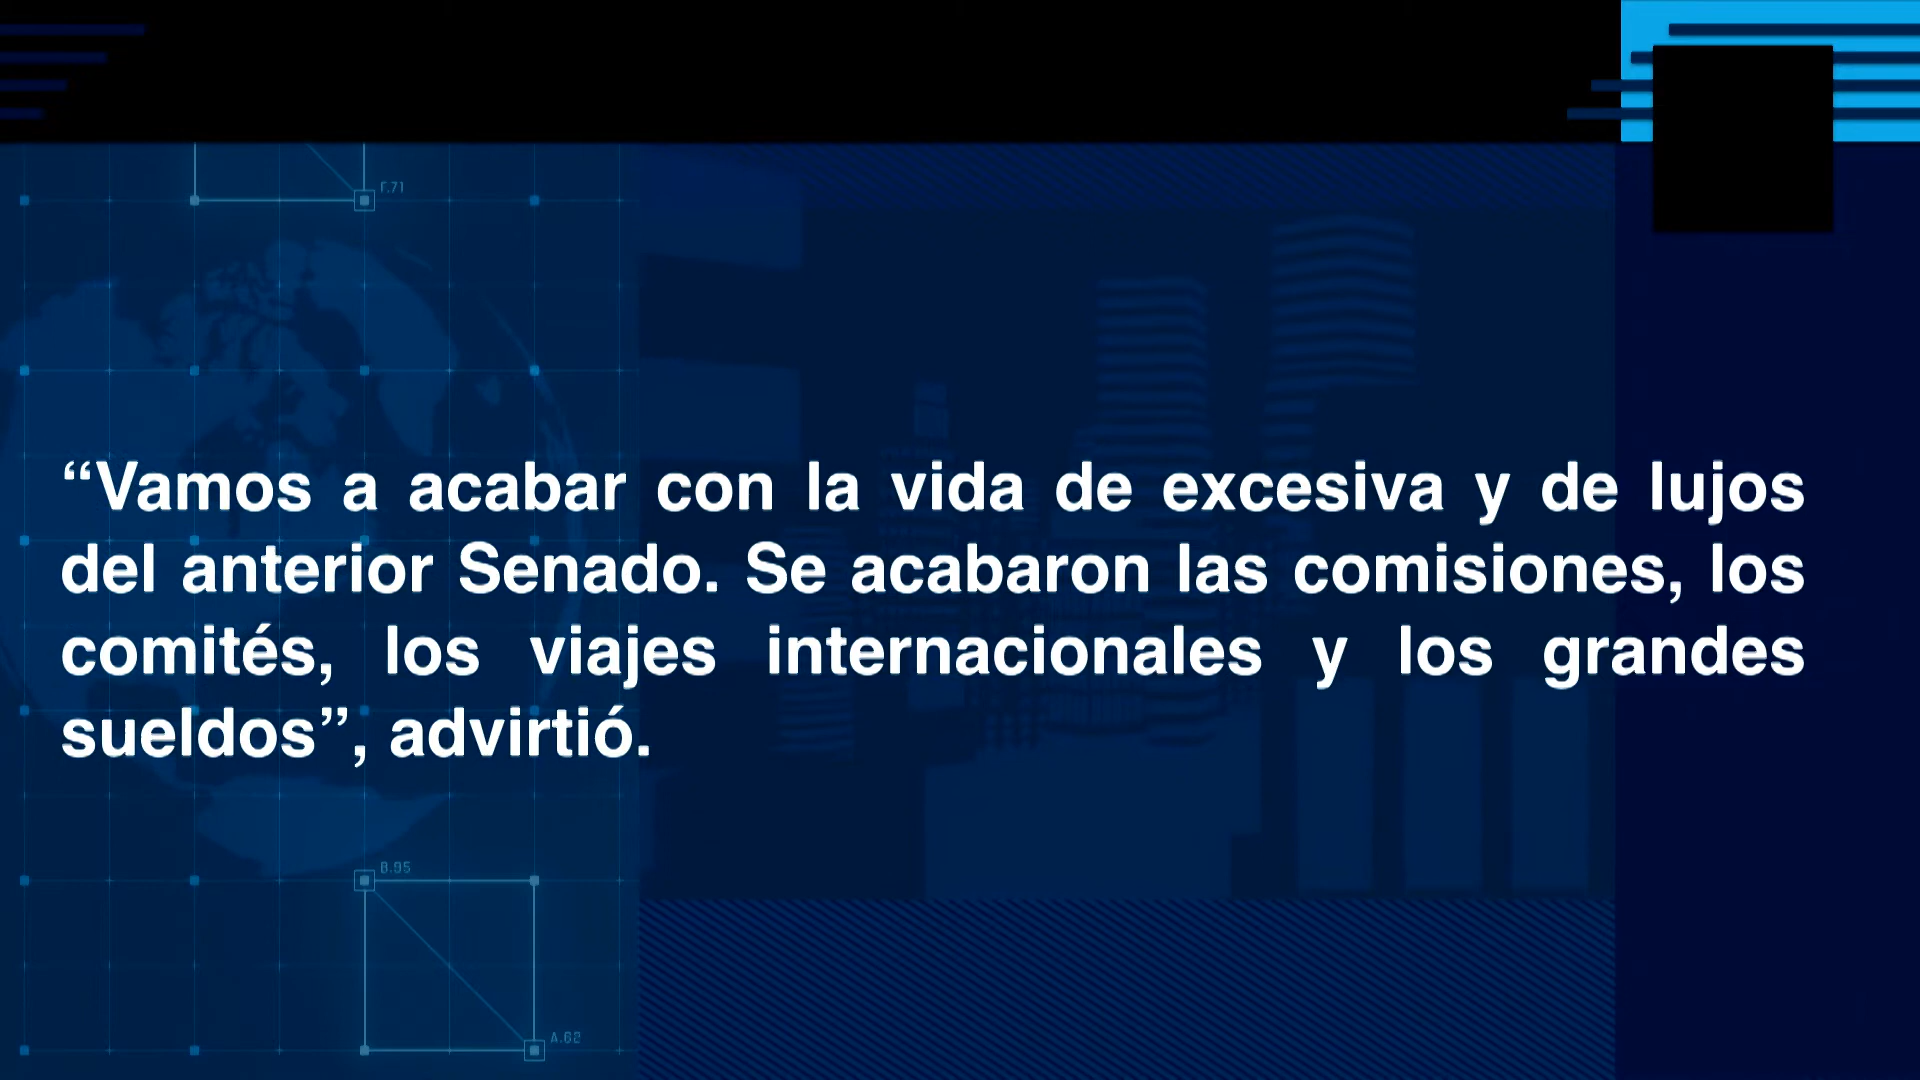 F.71
“Vamos a acabar con la vida de excesiva y de lujos
del anterior Senado. Se acabaron las comisiones, los
comités, los viajes internacionales y los grandes
sueldos”, advirtió.
B.95
A.62